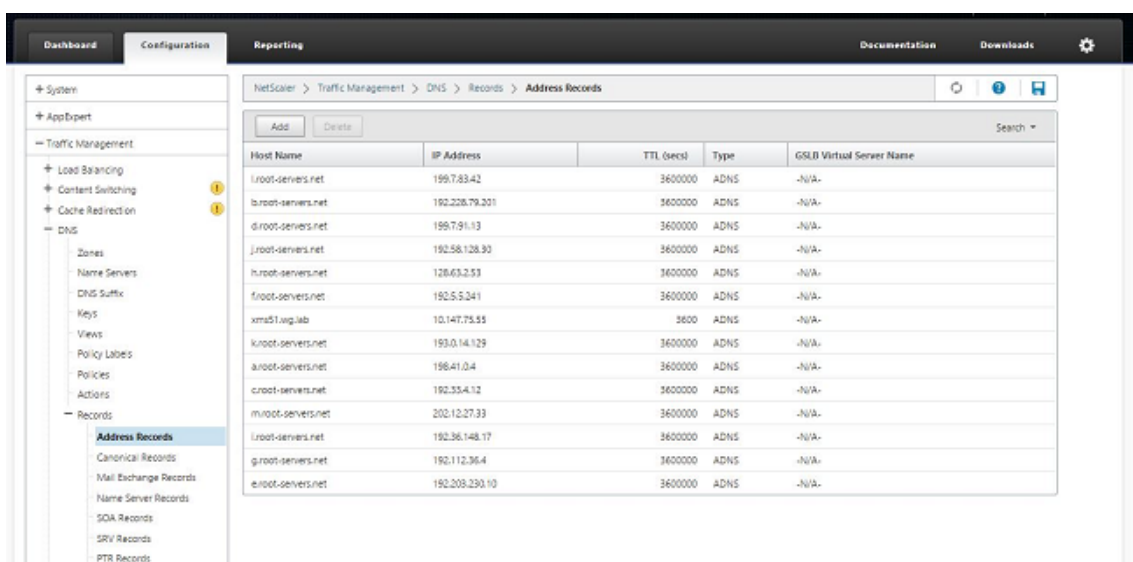 Dashboard Configuration Reporting Documentation Downloads
+ System
+ AppExpert
— Traffic Management
+ Load Balancing
+ Content Switching
+ Cache Redirection
— DNS
Zones
Name Servers
DNS Suffix
Keys
Views
Policy Labels
Policies
Actions
— Records
Address Records
Canonical Records
Mail Exchange Records
Name Server Records
SOA Records
SRV Records
PTR Records
NetScaler > Traffic Management > DNS > Records > Address Records
Add Delete Search
Host Name IP Address TTL (secs) Type GSLB Virtual Server Name
l.root-servers.net 199.7.83.42 3600000 ADNS -N/A-
b.root-servers.net 192.228.79.201 3600000 ADNS -N/A-
d.root-servers.net 199.7.91.13 3600000 ADNS -N/A-
j.root-servers.net 192.58.128.30 3600000 ADNS -N/A-
h.root-servers.net 128.63.2.53 3600000 ADNS -N/A-
f.root-servers.net 192.5.5.241 3600000 ADNS -N/A-
xms51.wg.lab 10.147.75.55 3600 ADNS -N/A-
k.root-servers.net 193.0.14.129 3600000 ADNS -N/A-
a.root-servers.net 198.41.0.4 3600000 ADNS -N/A-
c.root-servers.net 192.33.4.12 3600000 ADNS -N/A-
m.root-servers.net 202.12.27.33 3600000 ADNS -N/A-
i.root-servers.net 192.36.148.17 3600000 ADNS -N/A-
g.root-servers.net 192.112.36.4 3600000 ADNS -N/A-
e.root-servers.net 192.203.230.10 3600000 ADNS -N/A-